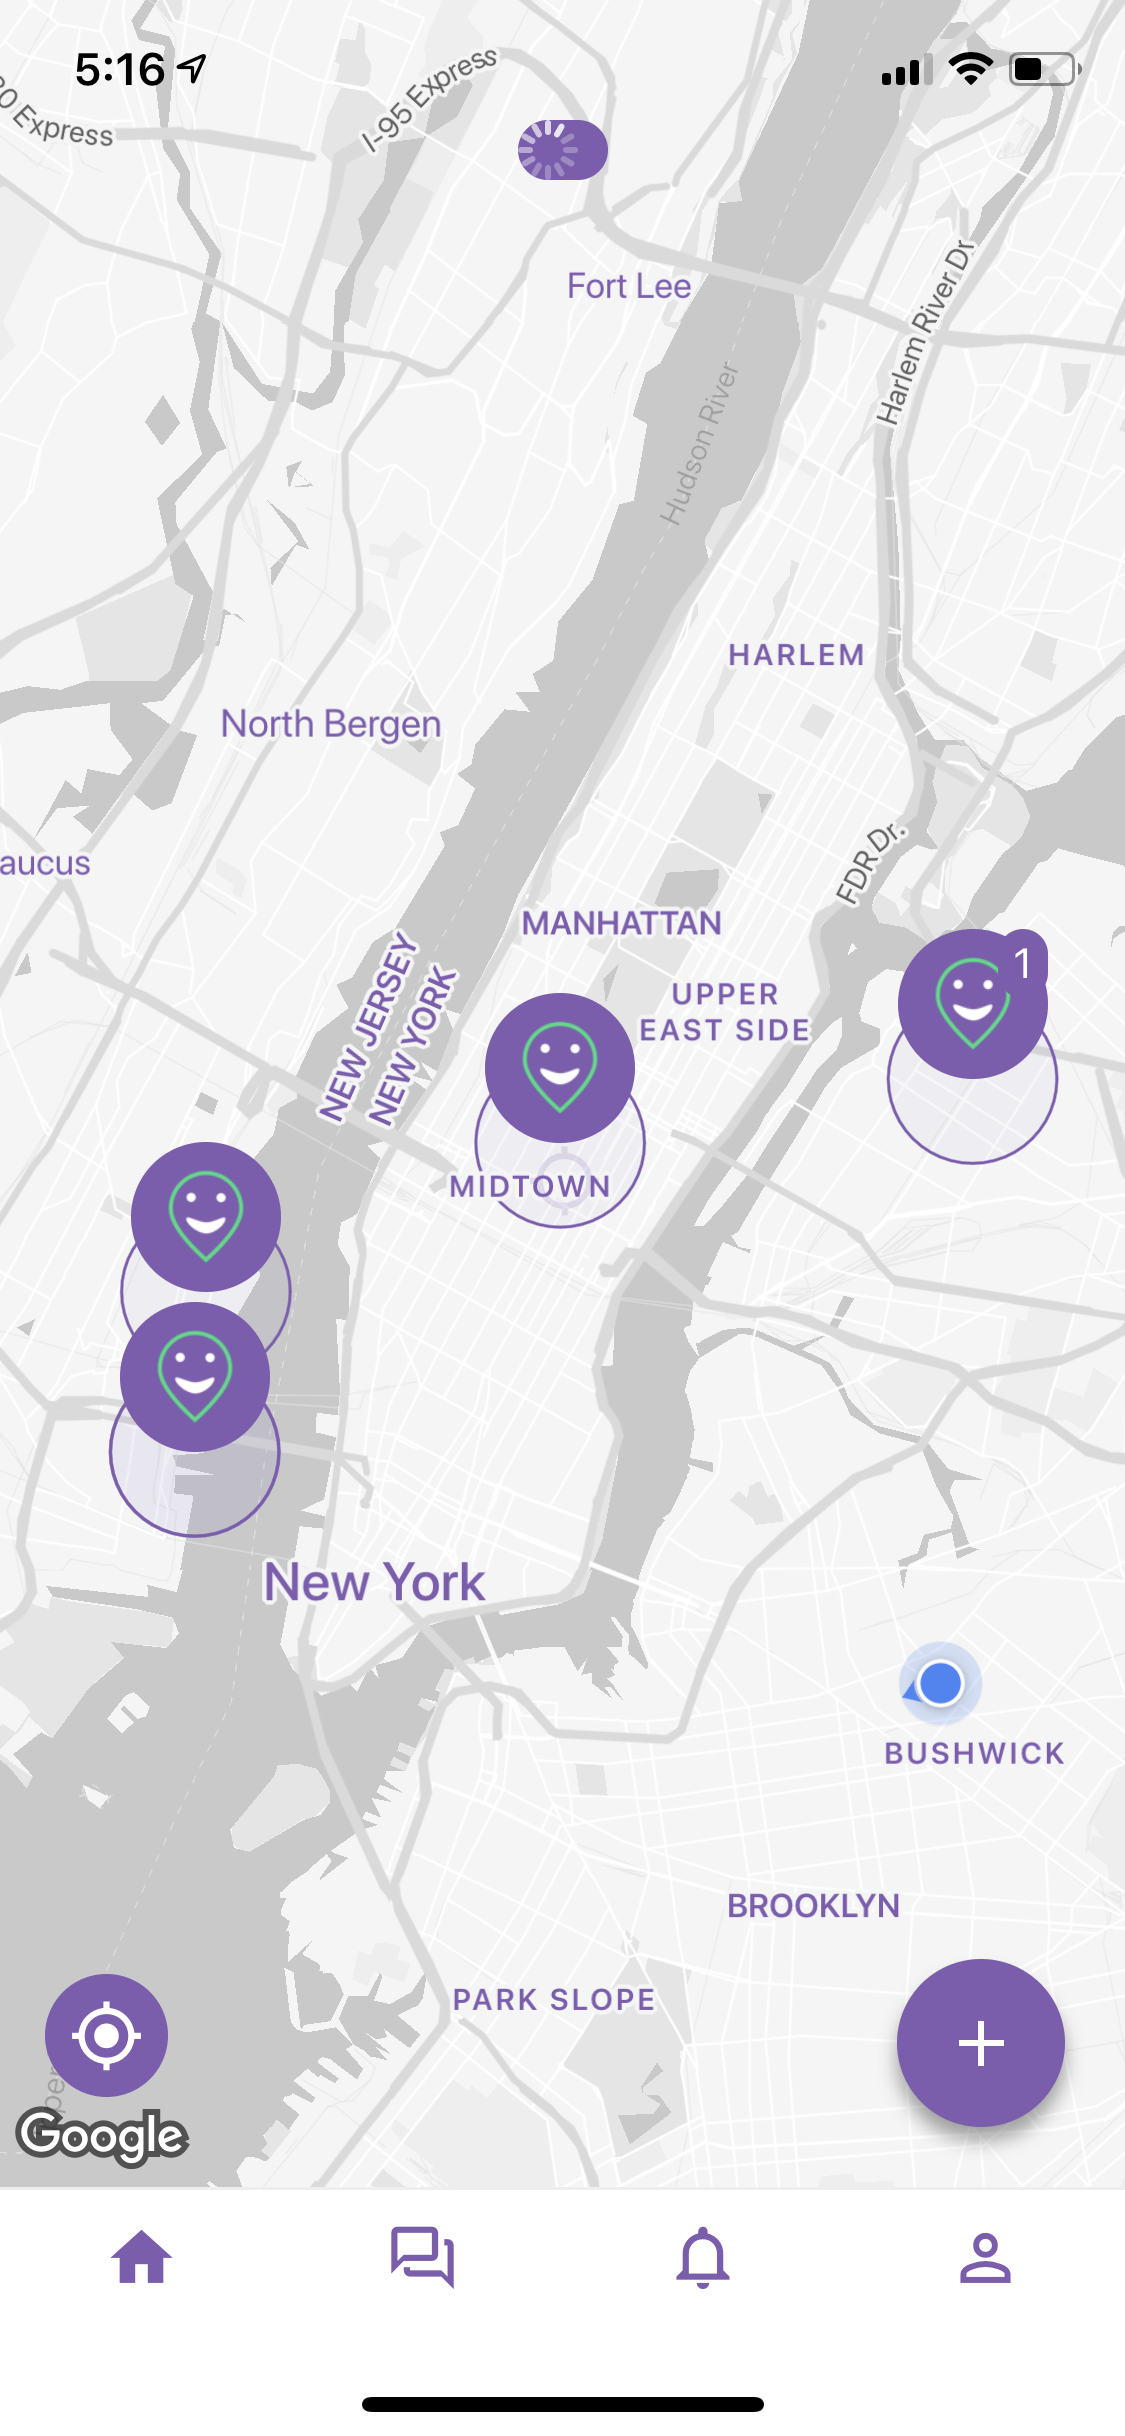 5:16
80 Express
I-95 Express
Fort Lee
Harlem River Dr
Hudson River
HARLEM
North Bergen
aucus
FDR Dr.
MANHATTAN
NEW JERSEY
NEW YORK
UPPER
EAST SIDE
1
MIDTOWN
New York
BUSHWICK
BROOKLYN
PARK SLOPE
Google